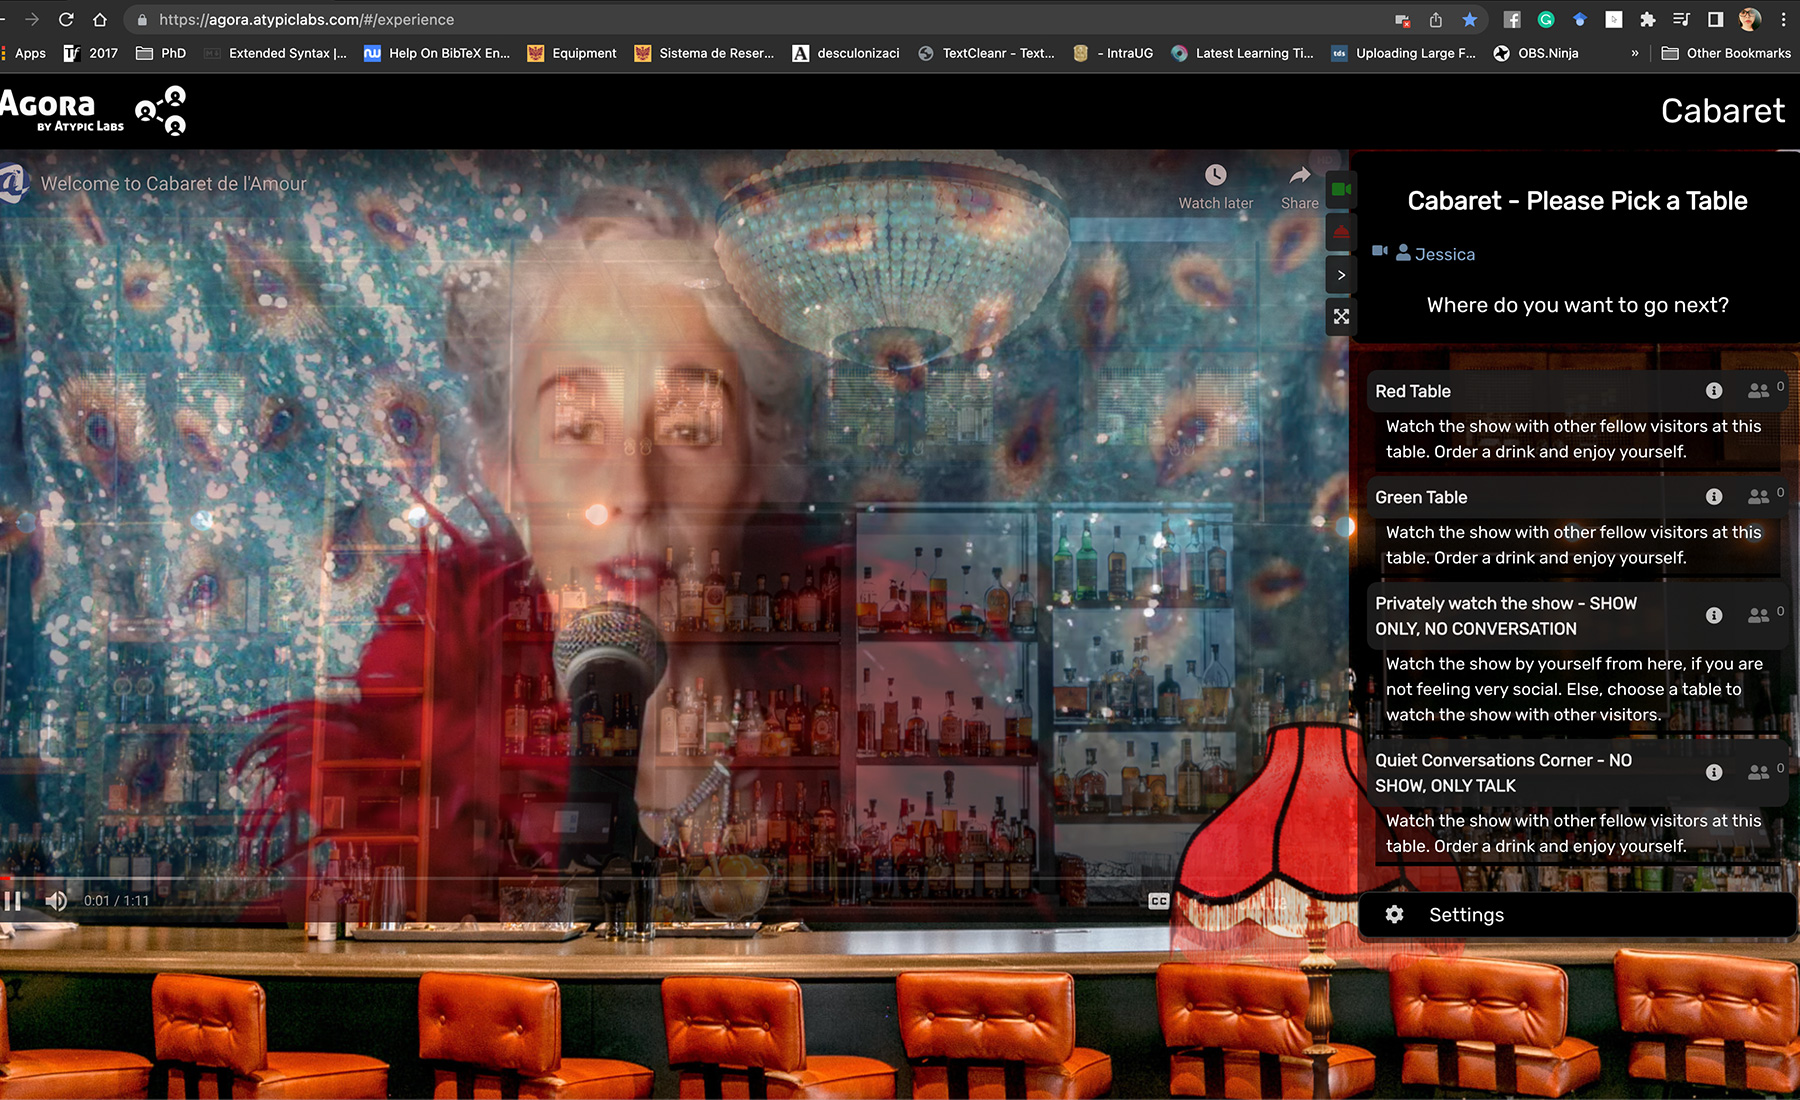 https://agora.atypiclabs.com/#/experience
Apps
Tf 2017
PhD
Extended Syntax |...
nw Help On BibTeX En...
Equipment
Sistema de Reser...
A desculonizaci
TextCleanr - Text...
- IntraUG
Latest Learning Ti...
tds Uploading Large F...
OBS.Ninja
»
Other Bookmarks
AGORA
BY ATYPIC LABS
Cabaret
Welcome to Cabaret de l'Amour
Watch later
Share
Cabaret - Please Pick a Table
Jessica
Where do you want to go next?
Red Table 0
Watch the show with other fellow visitors at this
table. Order a drink and enjoy yourself.
Green Table 0
Watch the show with other fellow visitors at this
table. Order a drink and enjoy yourself.
Privately watch the show - SHOW
ONLY, NO CONVERSATION 0
Watch the show by yourself from here, if you are
not feeling very social. Else, choose a table to
watch the show with other visitors.
Quiet Conversations Corner - NO
SHOW, ONLY TALK 0
Watch the show with other fellow visitors at this
table. Order a drink and enjoy yourself.
0:01 / 1:11
CC
Settings